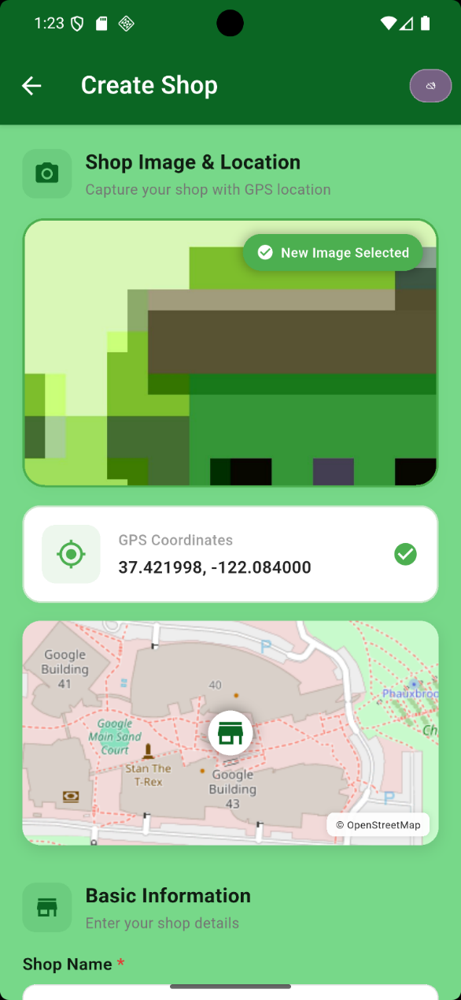 1:23
Create Shop
Shop Image & Location
Capture your shop with GPS location
New Image Selected
GPS Coordinates
37.421998, -122.084000
Google
Building
41
P
40
Phauxbroo
Ch
Google
Main Sand
Court
Stan The
T-Rex
Google
Building
43
P
© OpenStreetMap
Basic Information
Enter your shop details
Shop Name *